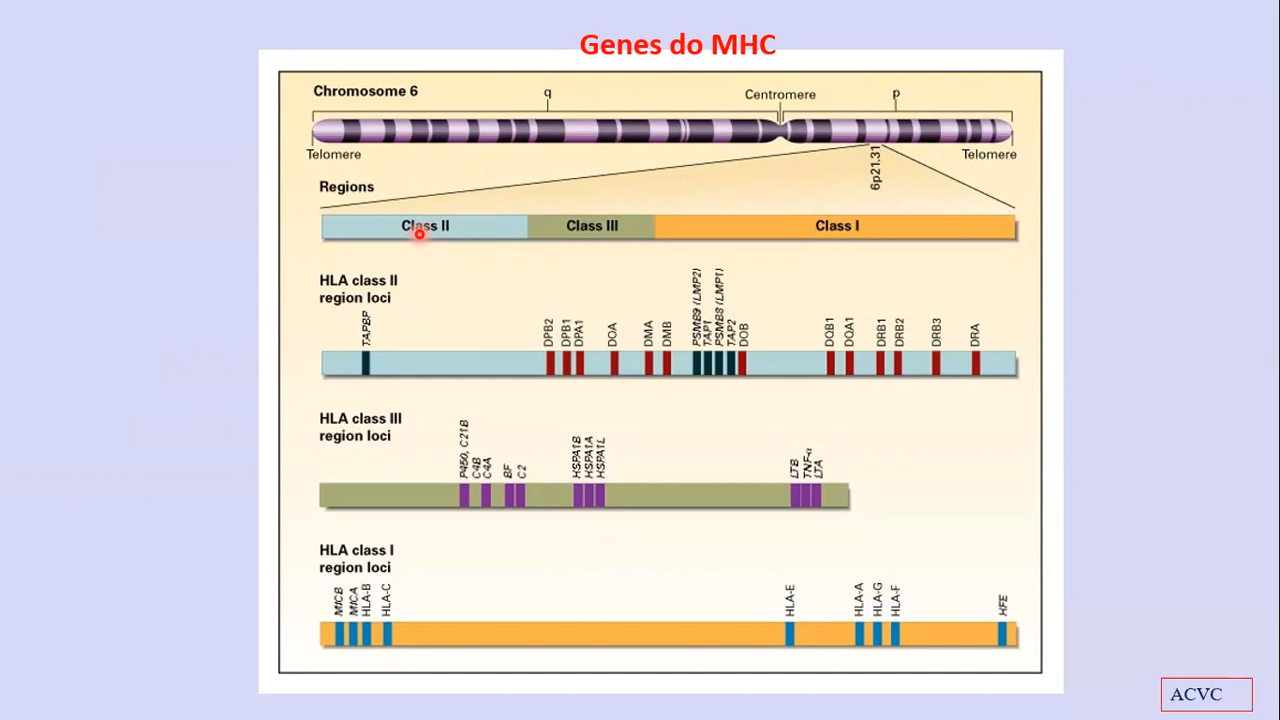 Genes do MHC
Chromosome 6
q
Centromere
p
Telomere
Telomere
6p21.31
Regions
Class II
Class III
Class I
HLA class II
region loci
TAPBP
DPB2
DPB1
DPA1
DOA
DMA
DMB
PSMB9 (LMP2)
TAP1
PSMB8 (LMP1)
TAP2
DOB
DQB1
DQA1
DRB1
DRB2
DRB3
DRA
HLA class III
region loci
P450, C21B
C4B
C4A
BF
C2
HSPA1B
HSPA1A
HSPA1L
LTB
TNF-α
LTA
HLA class I
region loci
MICB
MICA
HLA-B
HLA-C
HLA-E
HLA-A
HLA-G
HLA-F
HFE
ACVC